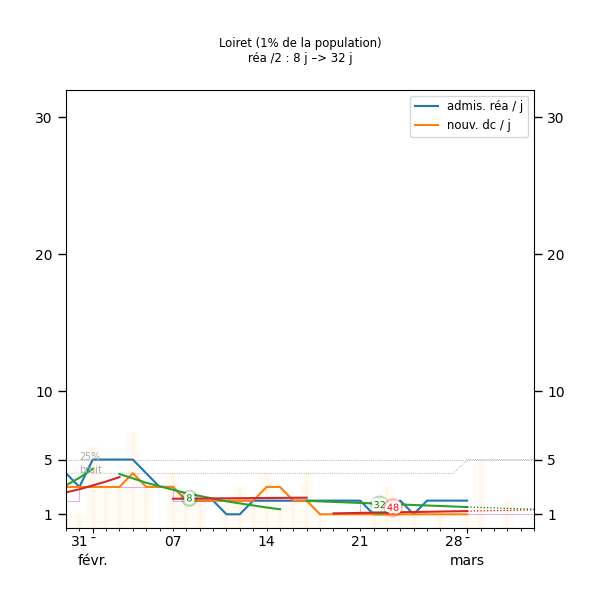 Loiret (1% de la population)
réa /2 : 8 j –> 32 j
admis. réa / j
nouv. dc / j
30 30
20 20
10 10
5 5
1 1
25%
bruit
8
32
48
31 07 14 21 28
févr. mars